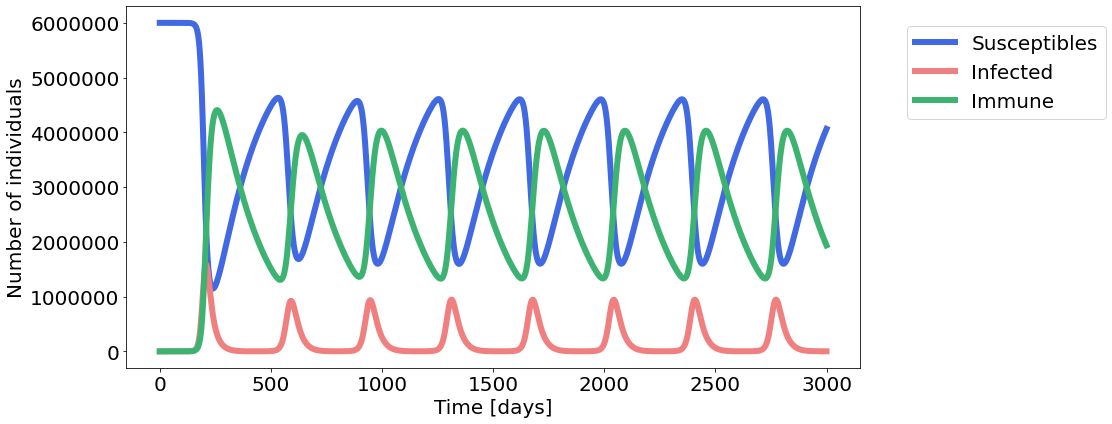 Number of individuals
6000000
5000000
4000000
3000000
2000000
1000000
0
0 500 1000 1500 2000 2500 3000
Time [days]
Susceptibles
Infected
Immune